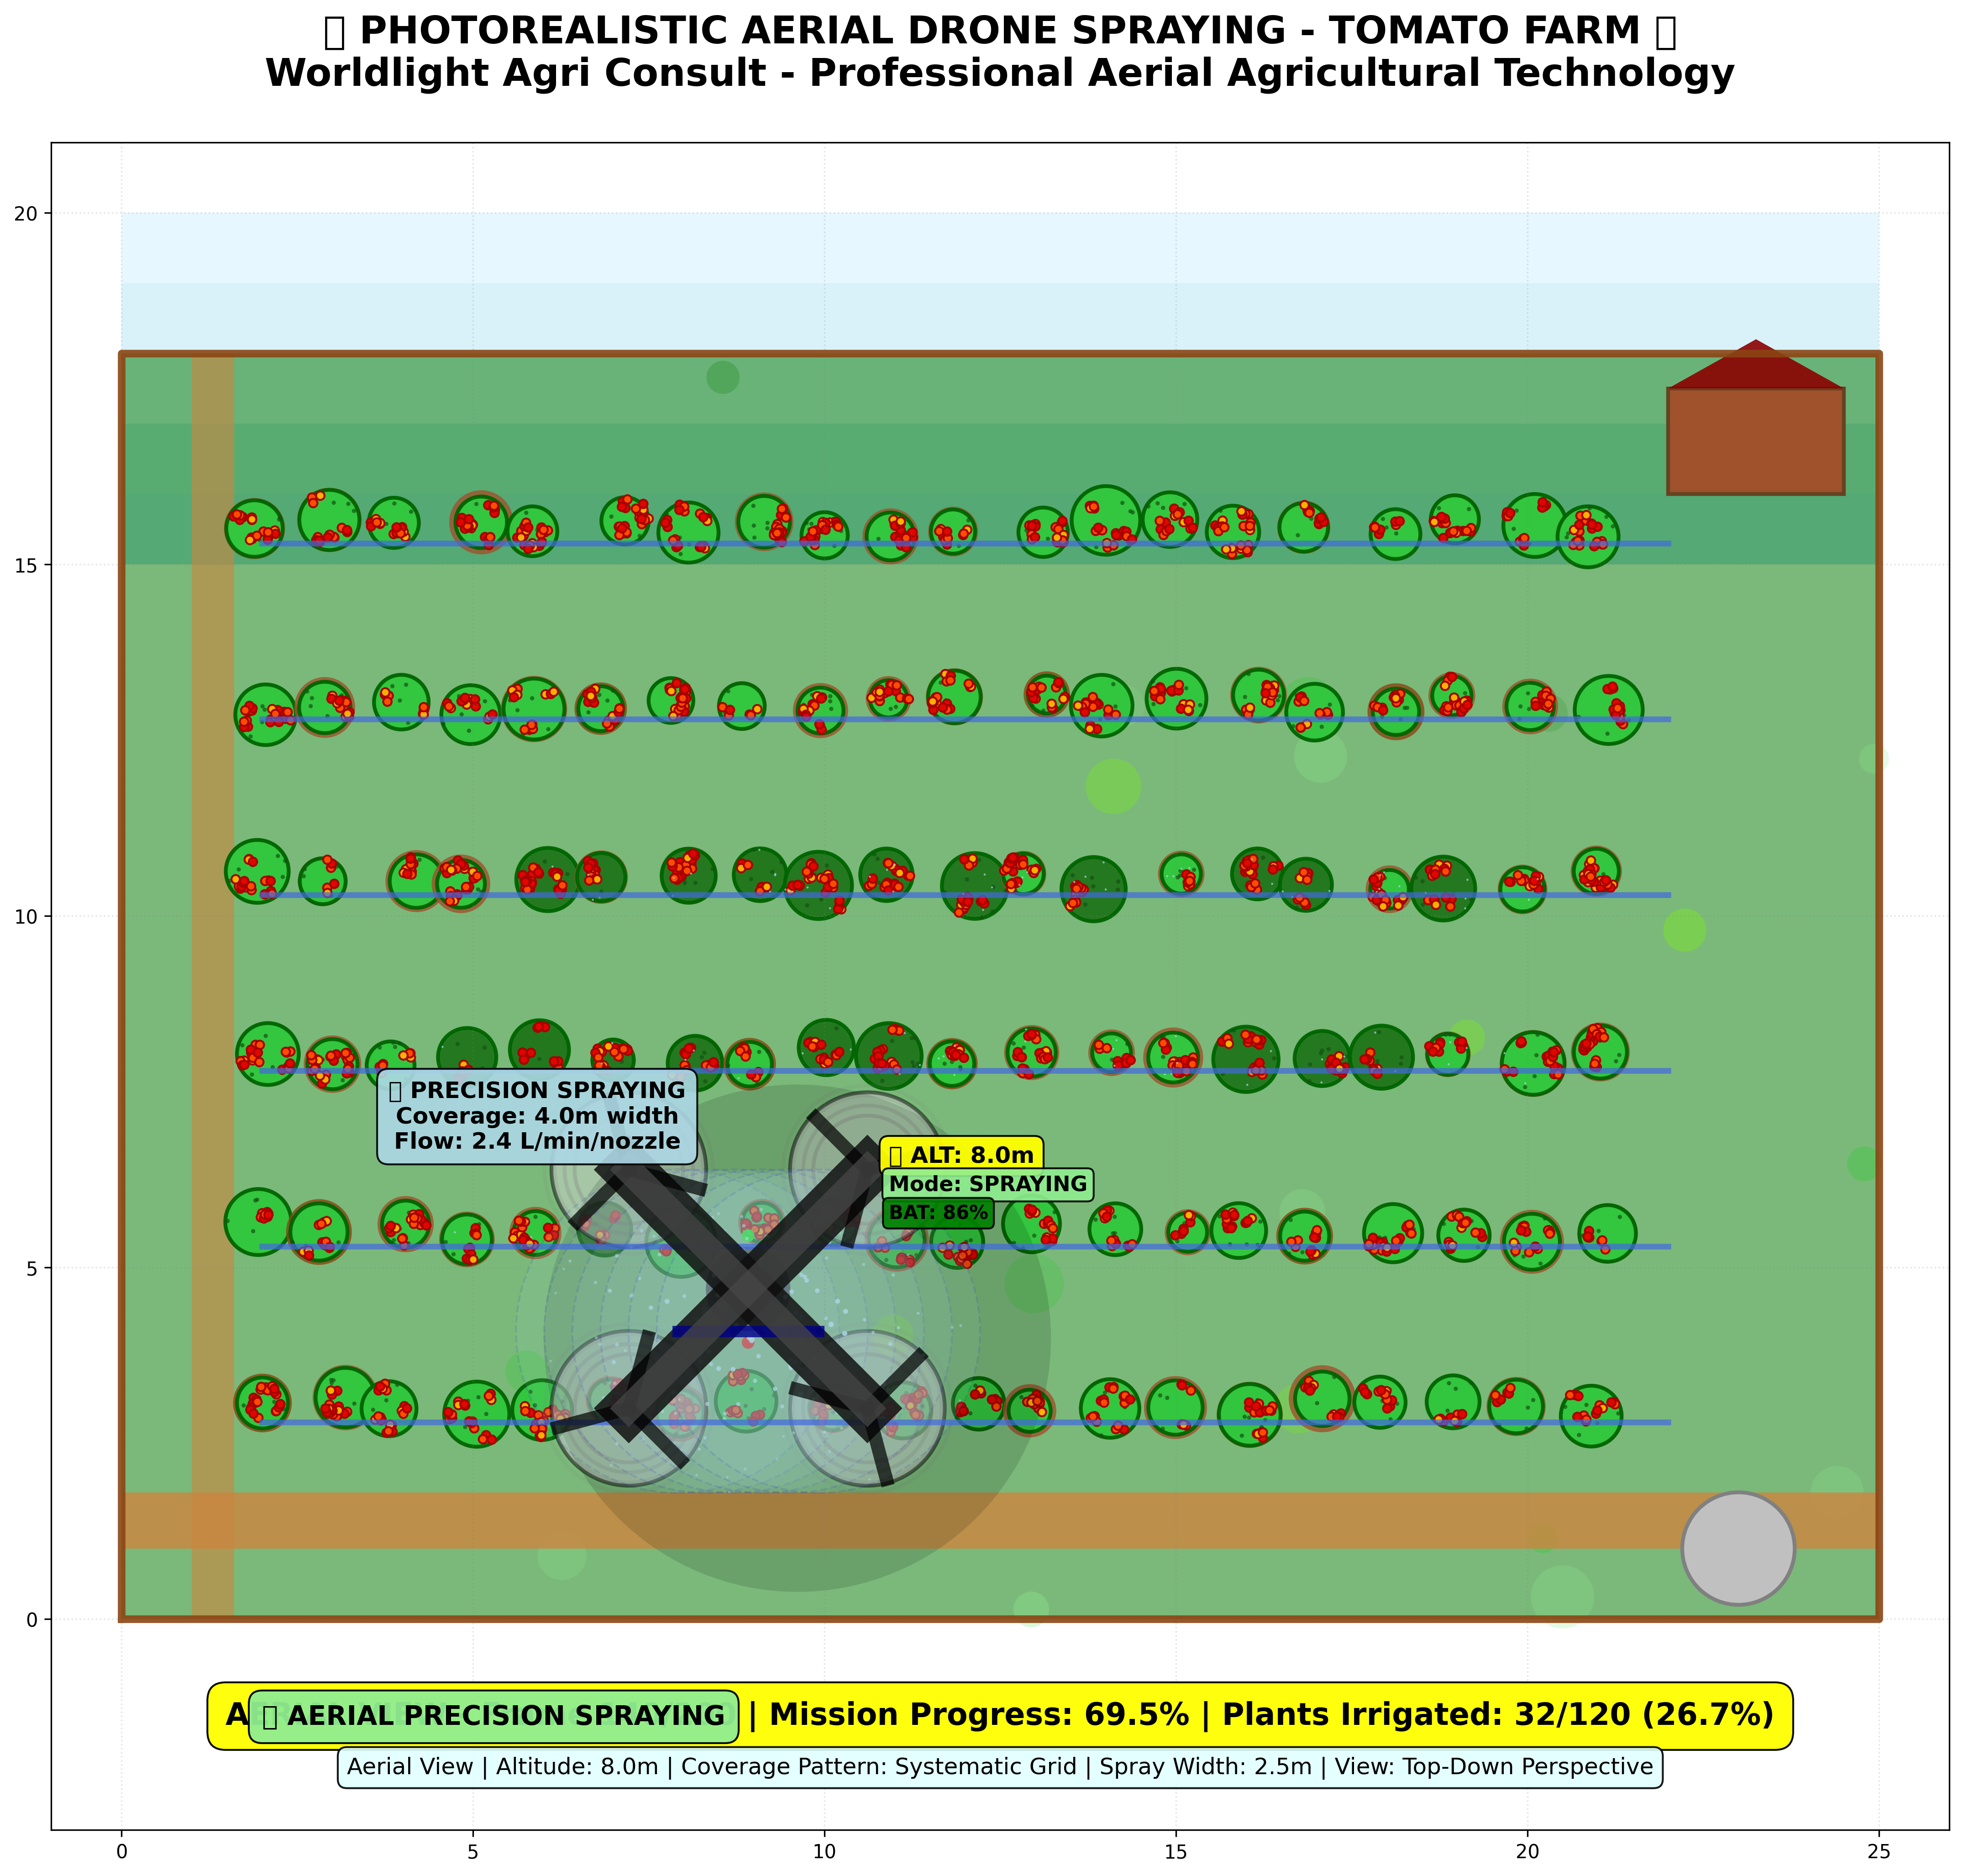 ▯ PHOTOREALISTIC AERIAL DRONE SPRAYING - TOMATO FARM ▯
Worldlight Agri Consult - Professional Aerial Agricultural Technology
20
15
10
5
0
▯ PRECISION SPRAYING
Coverage: 4.0m width
Flow: 2.4 L/min/nozzle
▯ ALT: 8.0m
Mode: SPRAYING
BAT: 86%
▯ AERIAL PRECISION SPRAYING
| Mission Progress: 69.5% | Plants Irrigated: 32/120 (26.7%)
Aerial View | Altitude: 8.0m | Coverage Pattern: Systematic Grid | Spray Width: 2.5m | View: Top-Down Perspective
0 5 10 15 20 25